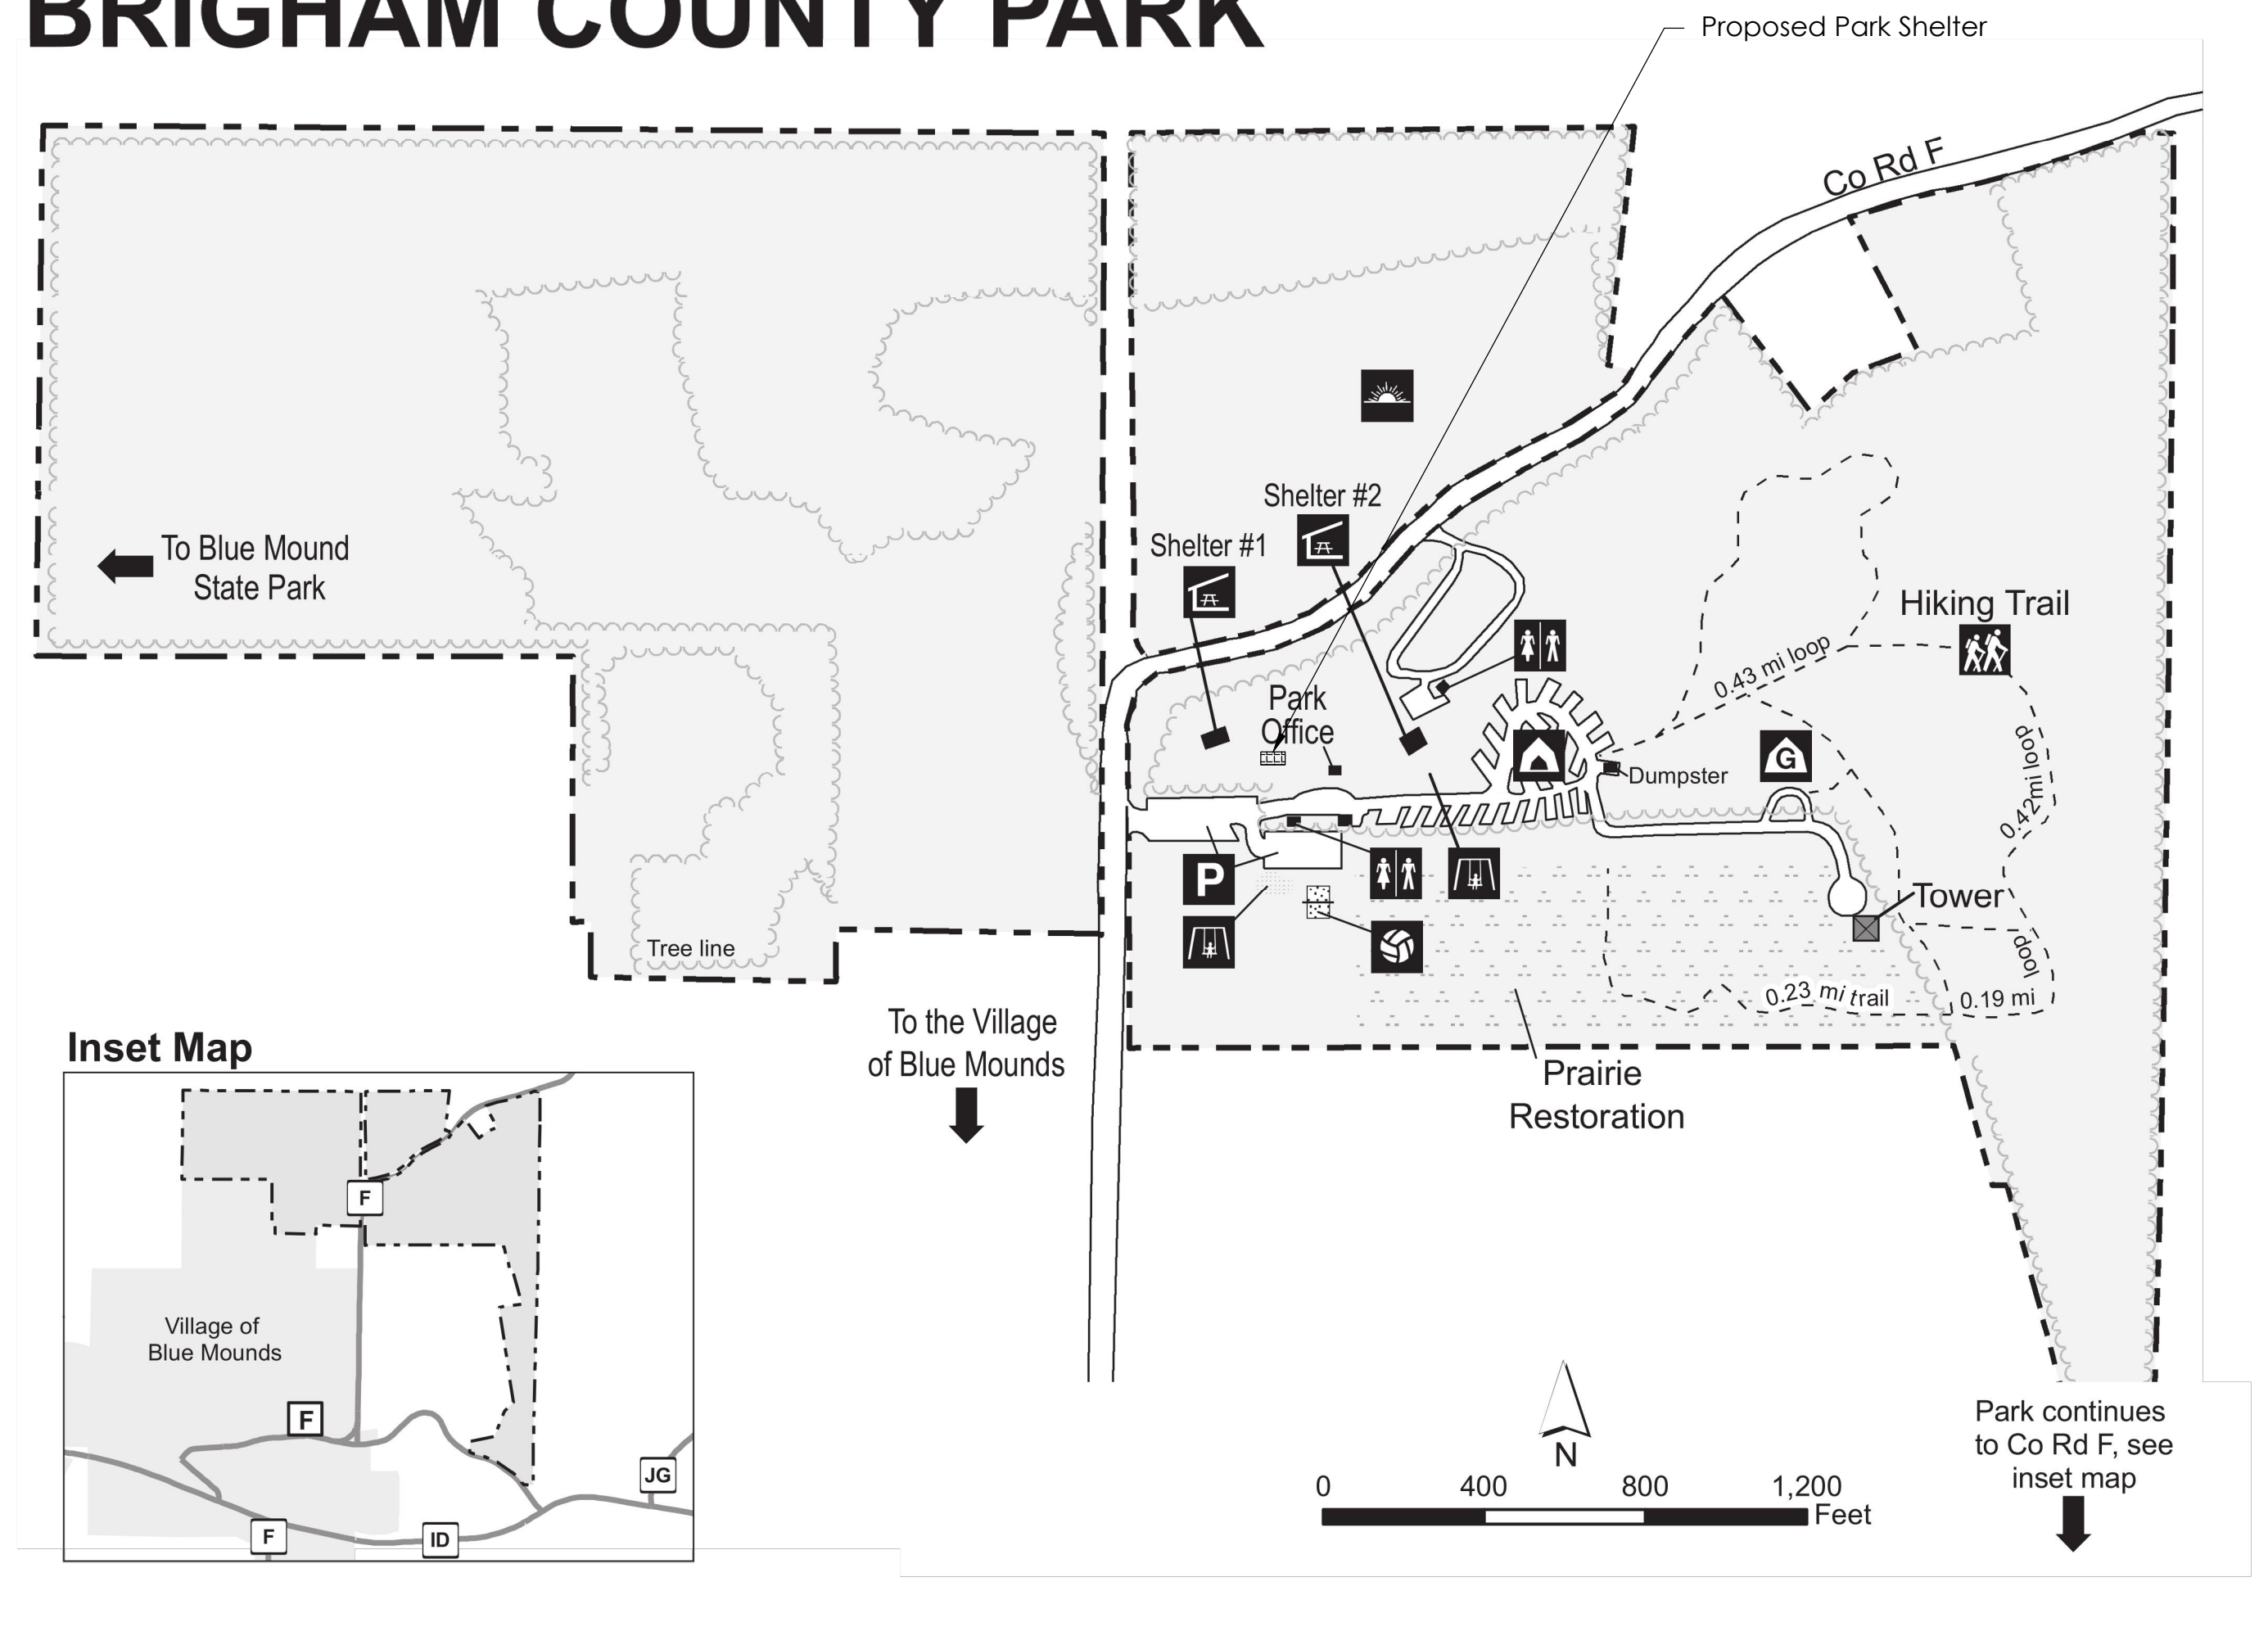 BRIGHAM COUNTY PARK
Proposed Park Shelter
Co Rd F
Shelter #2
Shelter #1
To Blue Mound
State Park
Hiking Trail
0.43 mi loop
Park
Office
G
Dumpster
0.42mi loop
P
Tower
Tree line
loop
0.23 mi trail
0.19 mi
To the Village
of Blue Mounds
Prairie
Restoration
Inset Map
F
Village of
Blue Mounds
F
JG
F
ID
N
0 400 800 1,200
Feet
Park continues
to Co Rd F, see
inset map